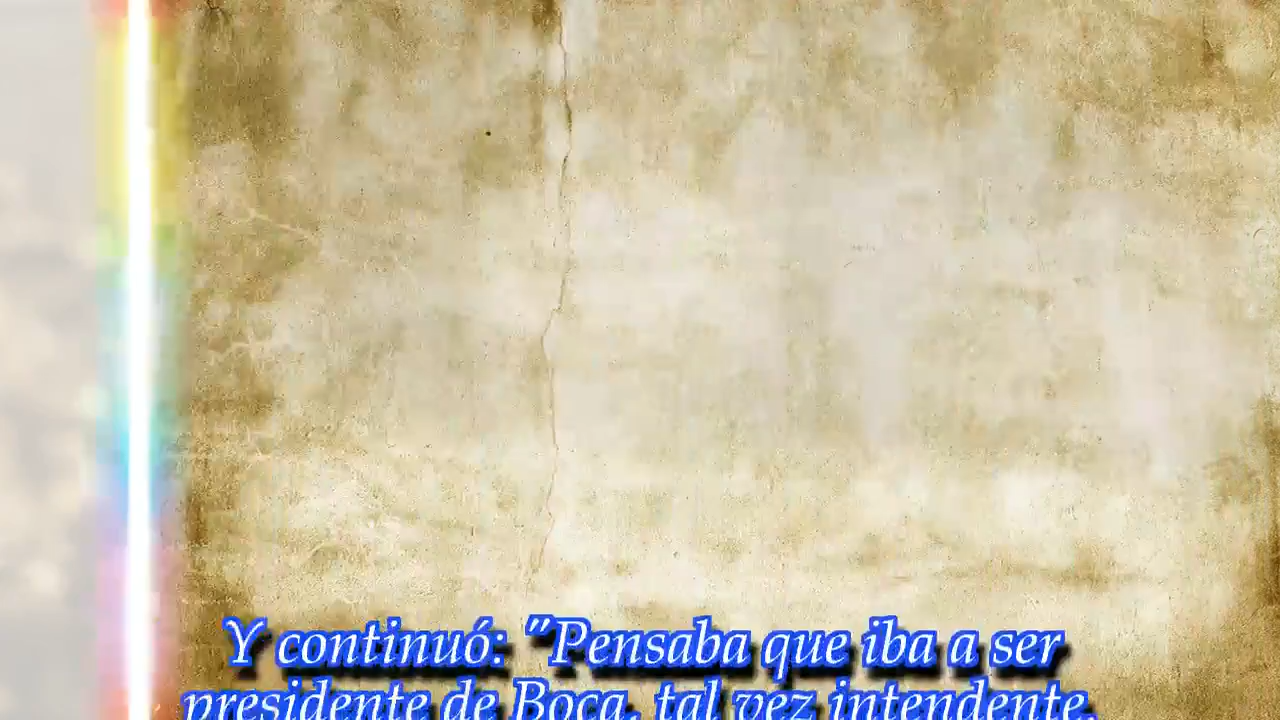 Y continuó: "Pensaba que iba a ser
presidente de Boca, tal vez intendente,